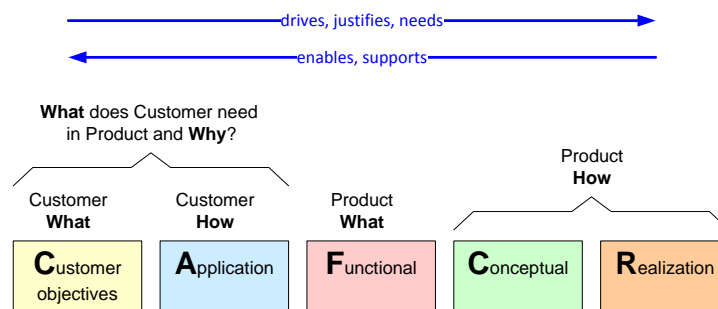 drives, justifies, needs
enables, supports
What does Customer need
in Product and Why?
Product
How
Customer
What
Customer
How
Product
What
Customer
objectives
Application
Functional
Conceptual
Realization